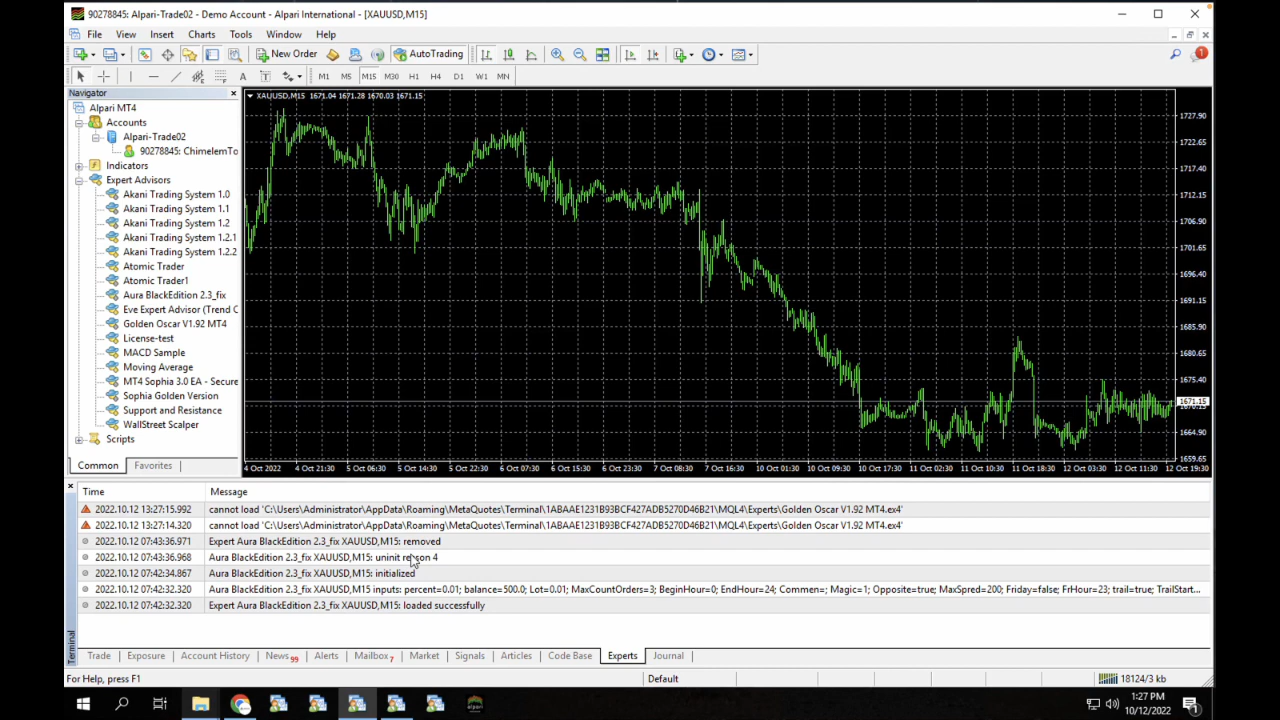 90278845: Alpari-Trade02 - Demo Account - Alpari International - [XAUUSD,M15]
File View Insert Charts Tools Window Help
New Order AutoTrading 1
A T M1 M5 M15 M30 H1 H4 D1 W1 MN
Navigator
Alpari MT4
Accounts
Alpari-Trade02
90278845: ChimelemTo
Indicators
Expert Advisors
Akani Trading System 1.0
Akani Trading System 1.1
Akani Trading System 1.2
Akani Trading System 1.2.1
Akani Trading System 1.2.2
Atomic Trader
Atomic Trader1
Aura BlackEdition 2.3_fix
Eve Expert Advisor (Trend C
Golden Oscar V1.92 MT4
License-test
MACD Sample
Moving Average
MT4 Sophia 3.0 EA - Secure
Sophia Golden Version
Support and Resistance
WallStreet Scalper
Scripts
Common Favorites
XAUUSD,M15 1671.04 1671.28 1670.03 1671.15
1727.90
1722.65
1717.40
1712.15
1706.90
1701.65
1696.40
1691.15
1685.90
1680.65
1675.40
1671.15
1670.15
1664.90
1659.65
4 Oct 2022 4 Oct 21:30 5 Oct 06:30 5 Oct 14:30 5 Oct 22:30 6 Oct 07:30 6 Oct 15:30 6 Oct 23:30 7 Oct 08:30 7 Oct 16:30 10 Oct 01:30 10 Oct 09:30 10 Oct 17:30 11 Oct 02:30 11 Oct 10:30 11 Oct 18:30 12 Oct 03:30 12 Oct 11:30 12 Oct 19:30
Time Message
2022.10.12 13:27:15.992 cannot load 'C:\Users\Administrator\AppData\Roaming\MetaQuotes\Terminal\1ABAAE1231B93BCF427ADB5270D46B21\MQL4\Experts\Golden Oscar V1.92 MT4.ex4'
2022.10.12 13:27:14.320 cannot load 'C:\Users\Administrator\AppData\Roaming\MetaQuotes\Terminal\1ABAAE1231B93BCF427ADB5270D46B21\MQL4\Experts\Golden Oscar V1.92 MT4.ex4'
2022.10.12 07:43:36.971 Expert Aura BlackEdition 2.3_fix XAUUSD,M15: removed
2022.10.12 07:43:36.968 Aura BlackEdition 2.3_fix XAUUSD,M15: uninit reason 4
2022.10.12 07:42:34.867 Aura BlackEdition 2.3_fix XAUUSD,M15: initialized
2022.10.12 07:42:32.320 Aura BlackEdition 2.3_fix XAUUSD,M15 inputs: percent=0.01; balance=500.0; Lot=0.01; MaxCountOrders=3; BeginHour=0; EndHour=24; Commen=; Magic=1; Opposite=true; MaxSpred=200; Friday=false; FrHour=23; trail=true; TrailStart...
2022.10.12 07:42:32.320 Expert Aura BlackEdition 2.3_fix XAUUSD,M15: loaded successfully
Terminal
Trade Exposure Account History News 99 Alerts Mailbox 7 Market Signals Articles Code Base Experts Journal
For Help, press F1 Default 18124/3 kb
alpari
1:27 PM
10/12/2022
1